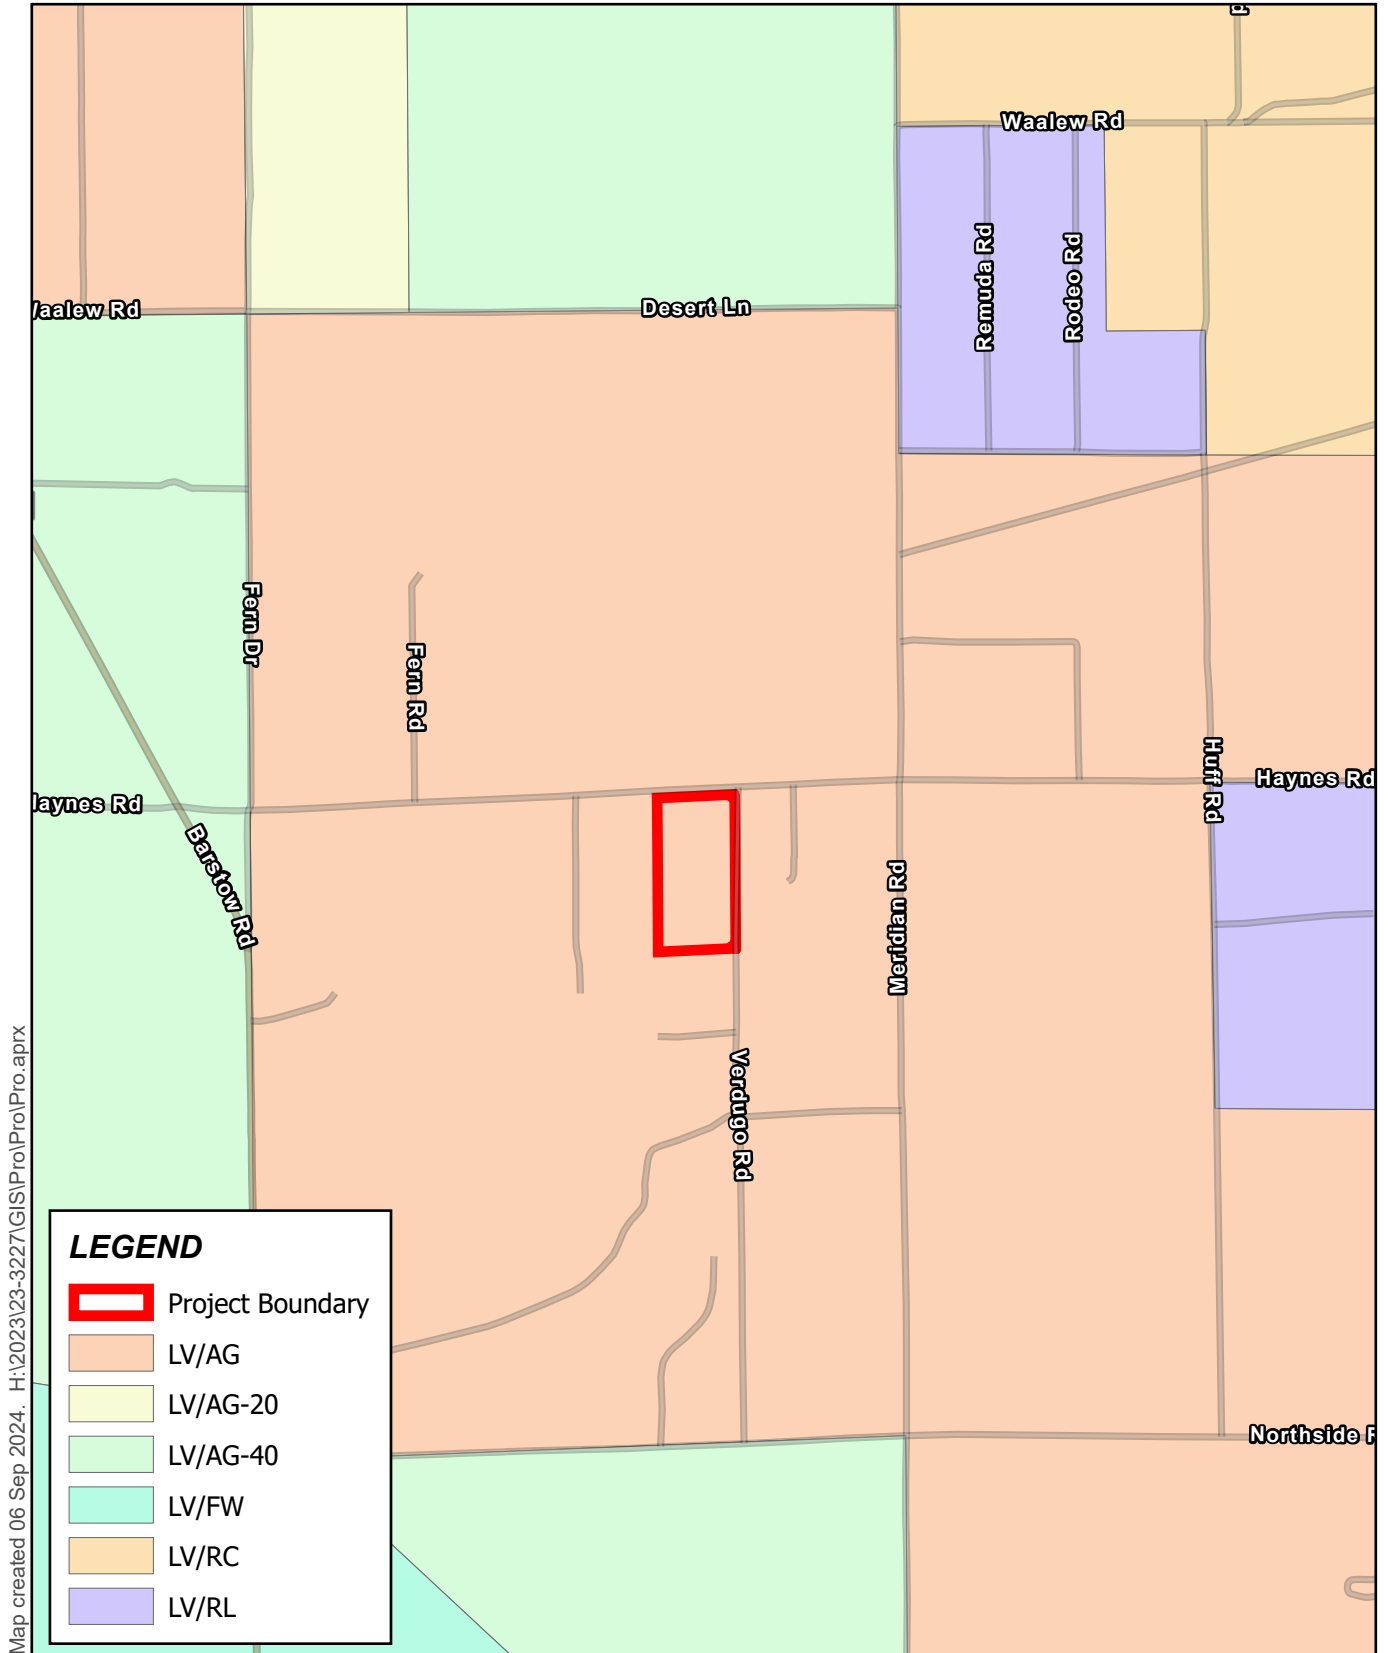 Waalew Rd
Desert Ln
Waalew Rd
Remuda Rd
Rodeo Rd
Fern Dr
Fern Rd
Haynes Rd
Barstow Rd
Meridian Rd
Huff Rd
Haynes Rd
Verdugo Rd
Northside R
LEGEND
Project Boundary
LV/AG
LV/AG-20
LV/AG-40
LV/FW
LV/RC
LV/RL
Map created 06 Sep 2024. H:\2023\23-3227\GIS\Pro\Pro\Pro.aprx